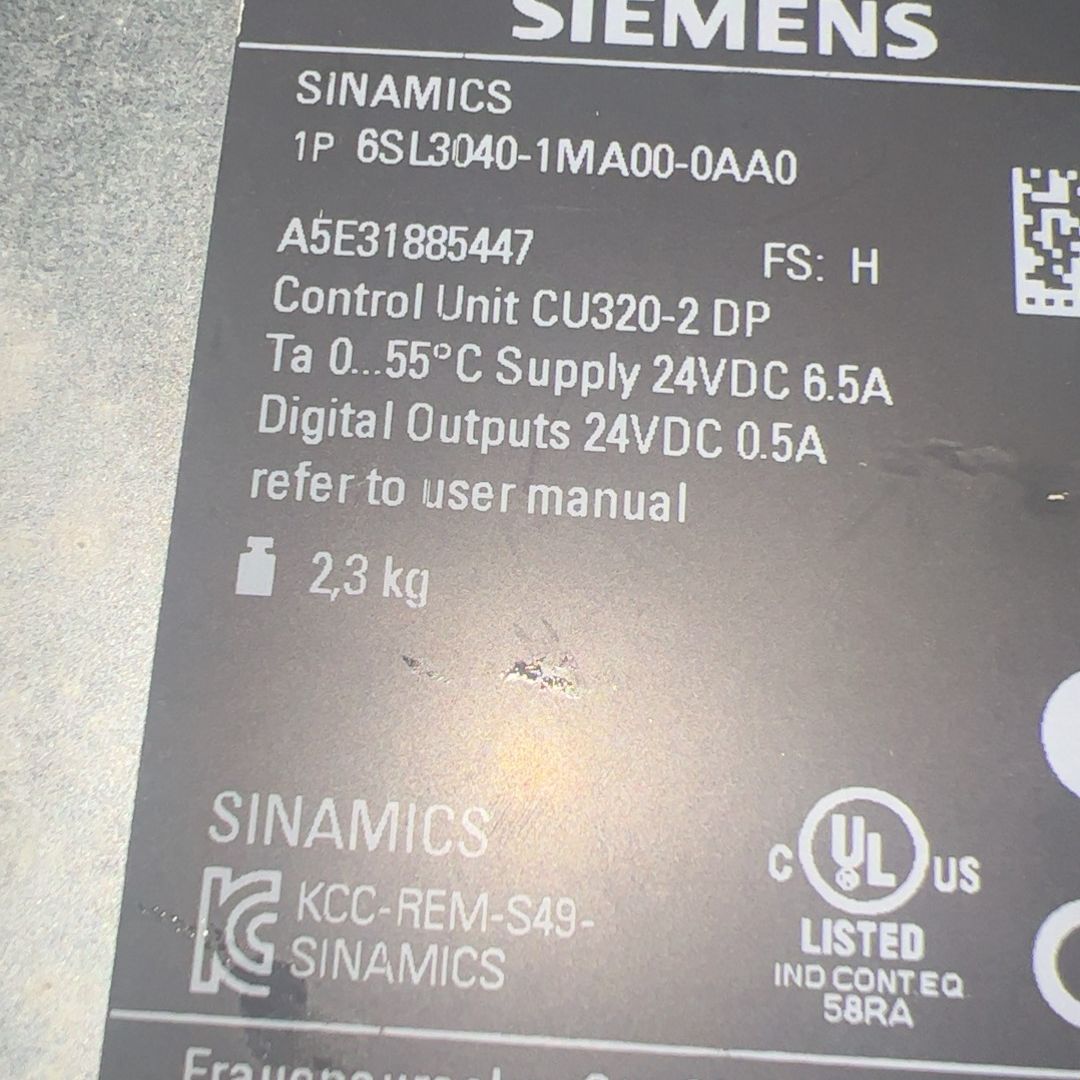 SIEMENS
SINAMICS
1P 6SL3040-1MA00-0AA0
A5E31885447
FS: H
Control Unit CU320-2 DP
Ta 0...55°C Supply 24VDC 6.5A
Digital Outputs 24VDC 0.5A
refer to user manual
2,3 kg
SINAMICS
KCC-REM-S49-
SINAMICS
C UL US
LISTED
IND.CONT.EQ
58RA